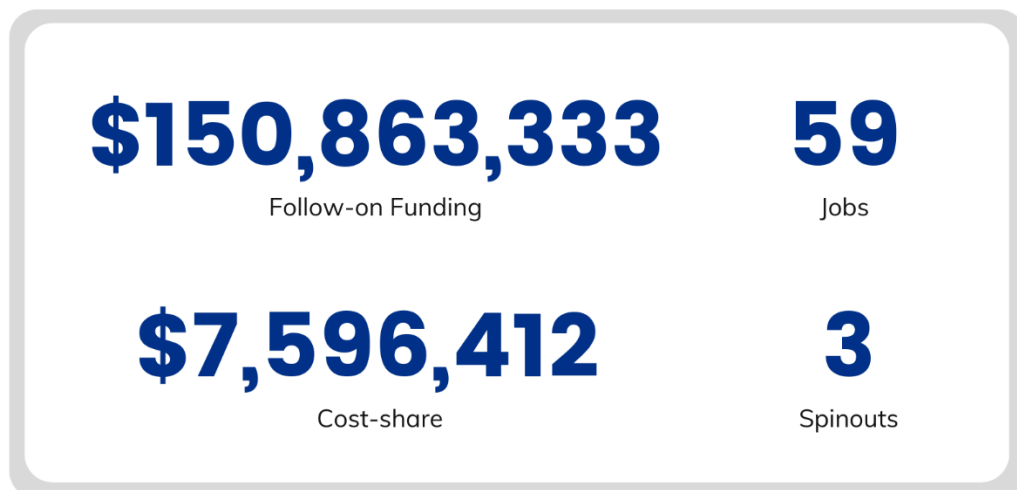 $150,863,333
Follow-on Funding
59
Jobs
$7,596,412
Cost-share
3
Spinouts